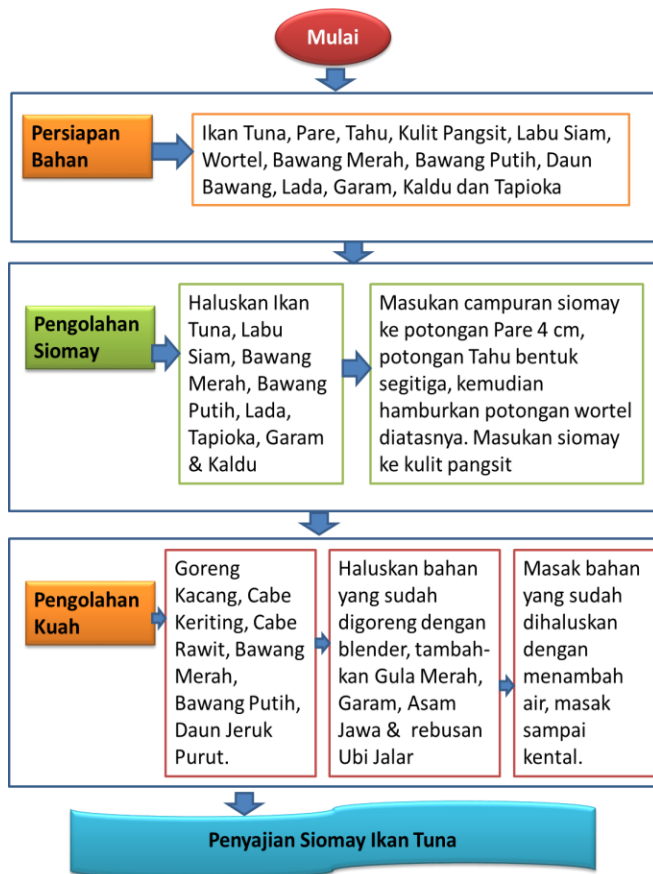 Mulai
Persiapan
Bahan
Ikan Tuna, Pare, Tahu, Kulit Pangsit, Labu Siam,
Wortel, Bawang Merah, Bawang Putih, Daun
Bawang, Lada, Garam, Kaldu dan Tapioka
Pengolahan
Siomay
Haluskan Ikan
Tuna, Labu
Siam, Bawang
Merah, Bawang
Putih, Lada,
Tapioka, Garam
& Kaldu
Masukan campuran siomay
ke potongan Pare 4 cm,
potongan Tahu bentuk
segitiga, kemudian
hamburkan potongan wortel
diatasnya. Masukan siomay
ke kulit pangsit
Pengolahan
Kuah
Goreng
Kacang, Cabe
Keriting, Cabe
Rawit, Bawang
Merah,
Bawang Putih,
Daun Jeruk
Purut.
Haluskan bahan
yang sudah
digoreng dengan
blender, tambah-
kan Gula Merah,
Garam, Asam
Jawa & rebusan
Ubi Jalar
Masak bahan
yang sudah
dihaluskan
dengan
menambah
air, masak
sampai
kental.
Penyajian Siomay Ikan Tuna